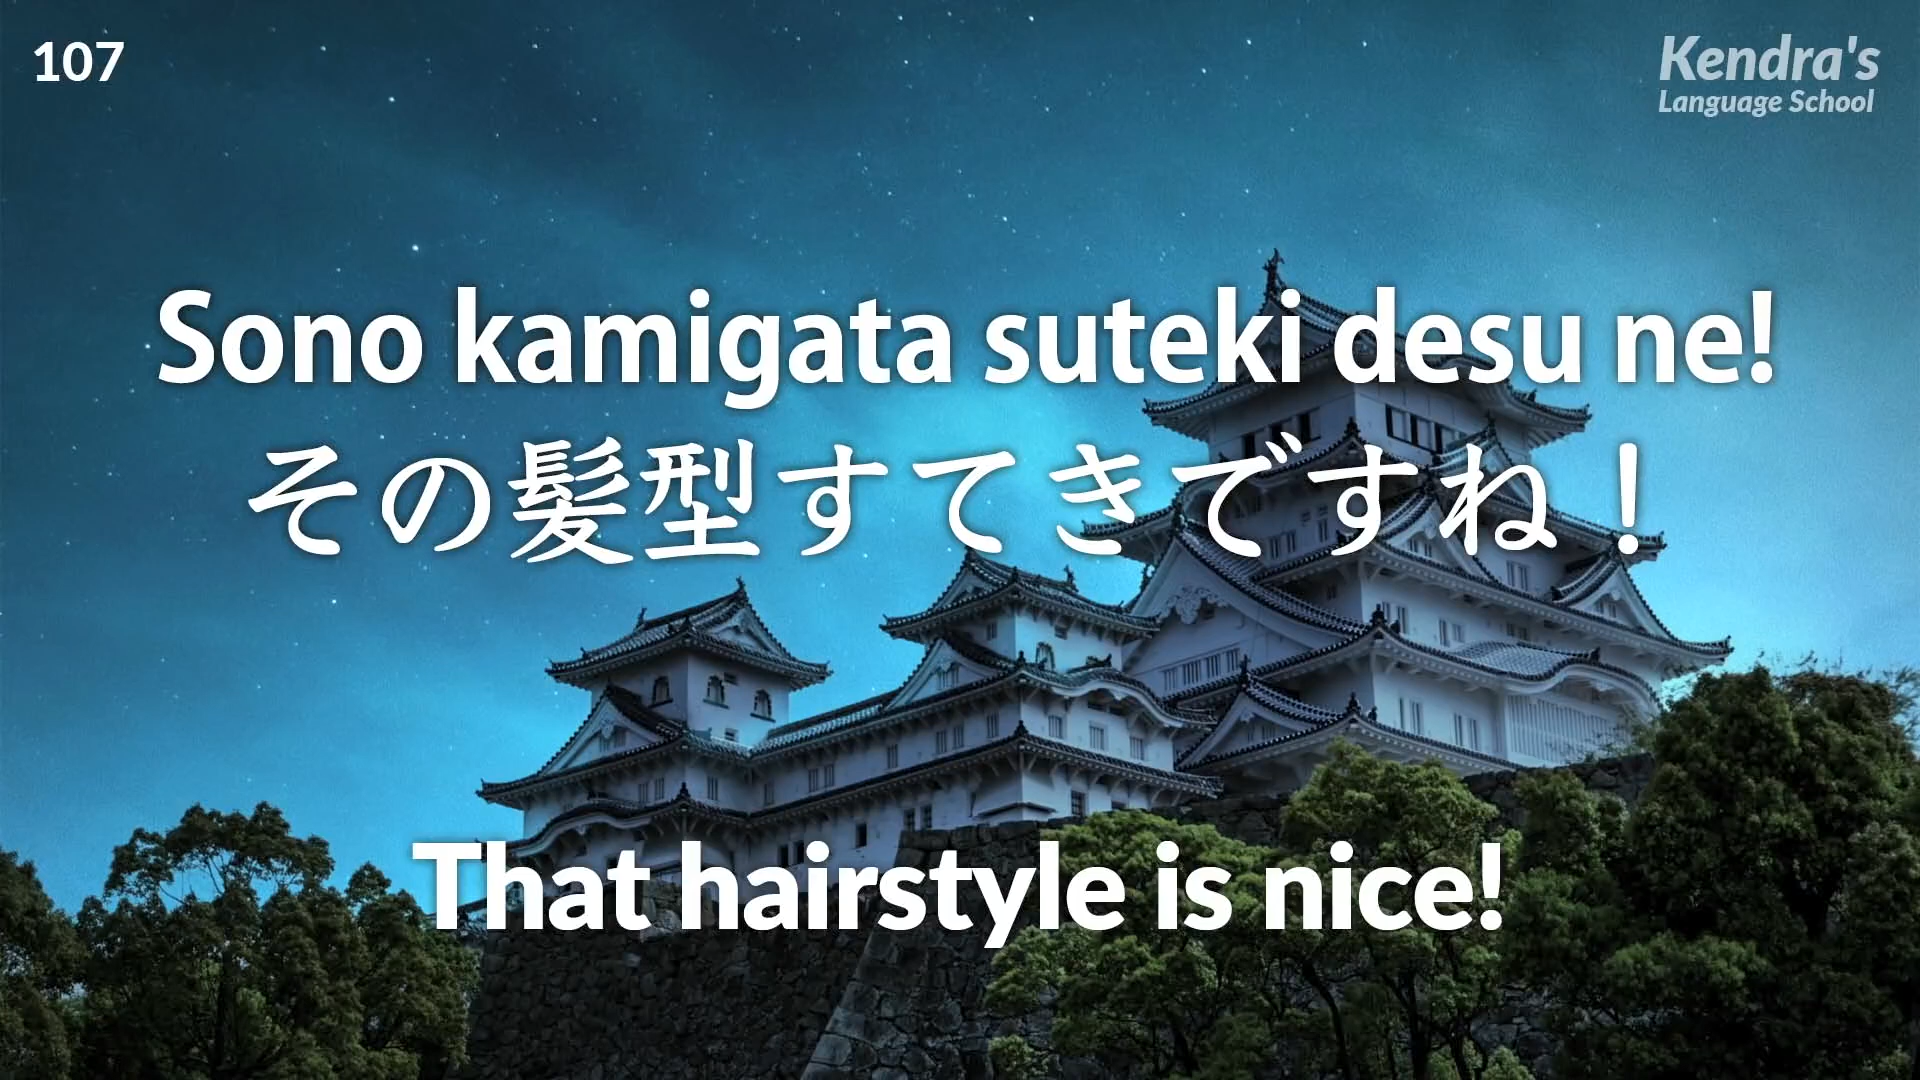 107
Kendra's
Language School
Sono kamigata suteki desu ne!
その髪型すてきですね！
That hairstyle is nice!